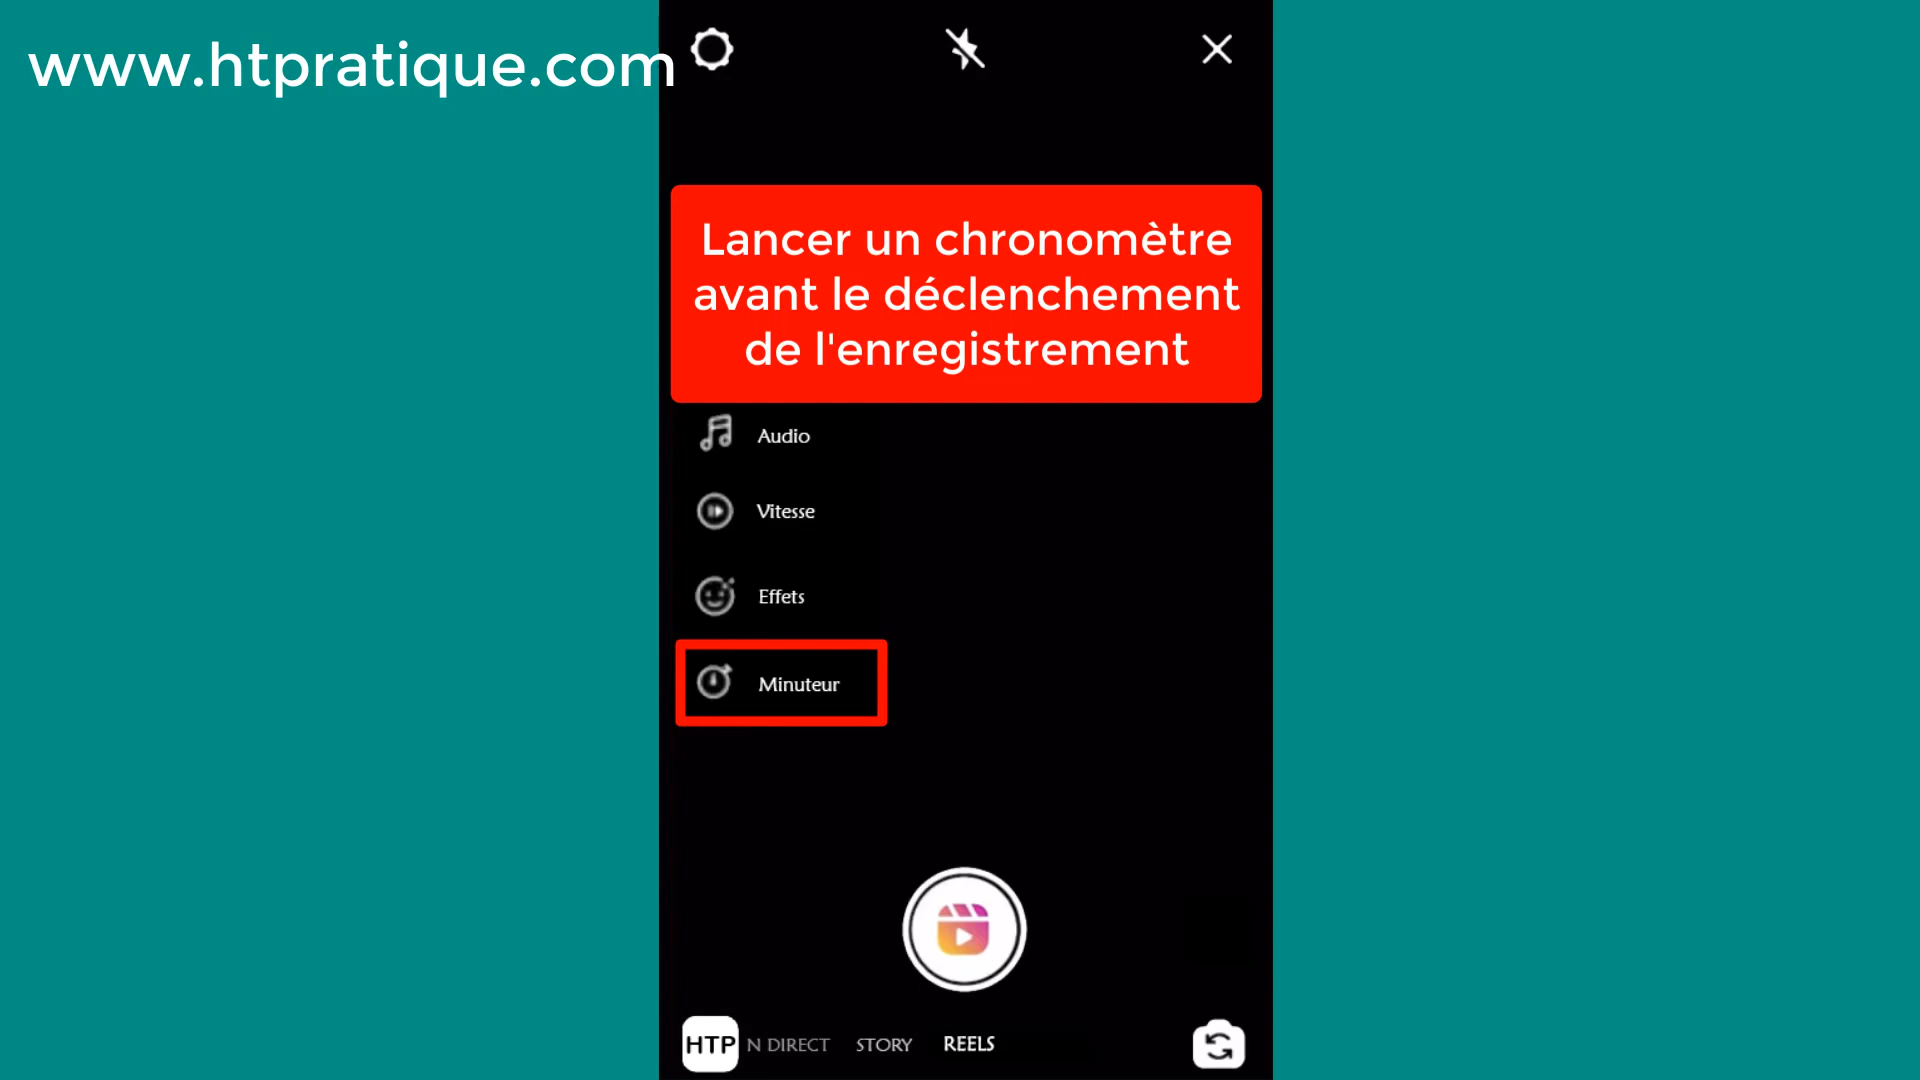 www.htpratique.com
Lancer un chronomètre
avant le déclenchement
de l'enregistrement
Audio
Vitesse
Effets
Minuteur
HTP
N DIRECT
STORY
REELS